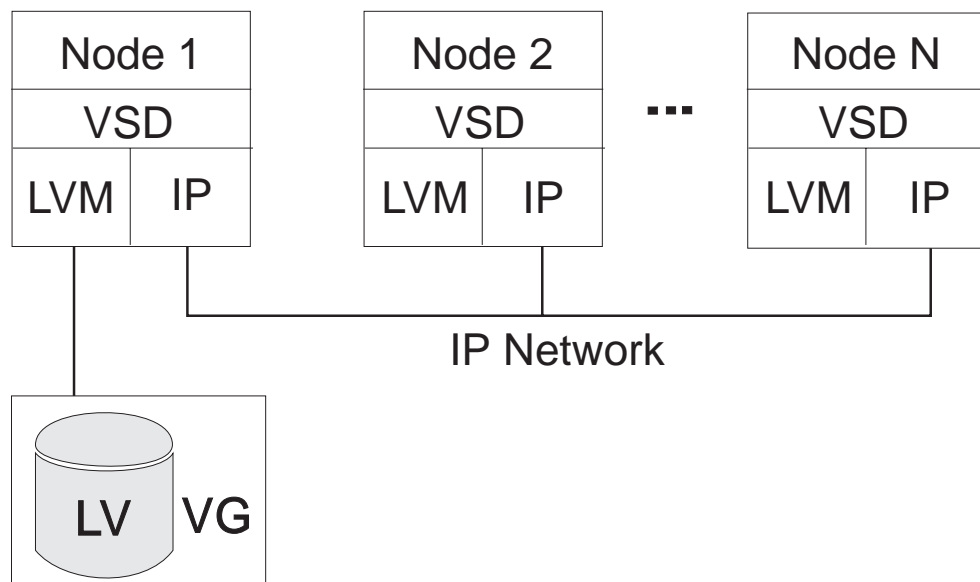 Node 1
VSD
LVM IP
Node 2
VSD
LVM IP
...
Node N
VSD
LVM IP
IP Network
LV VG